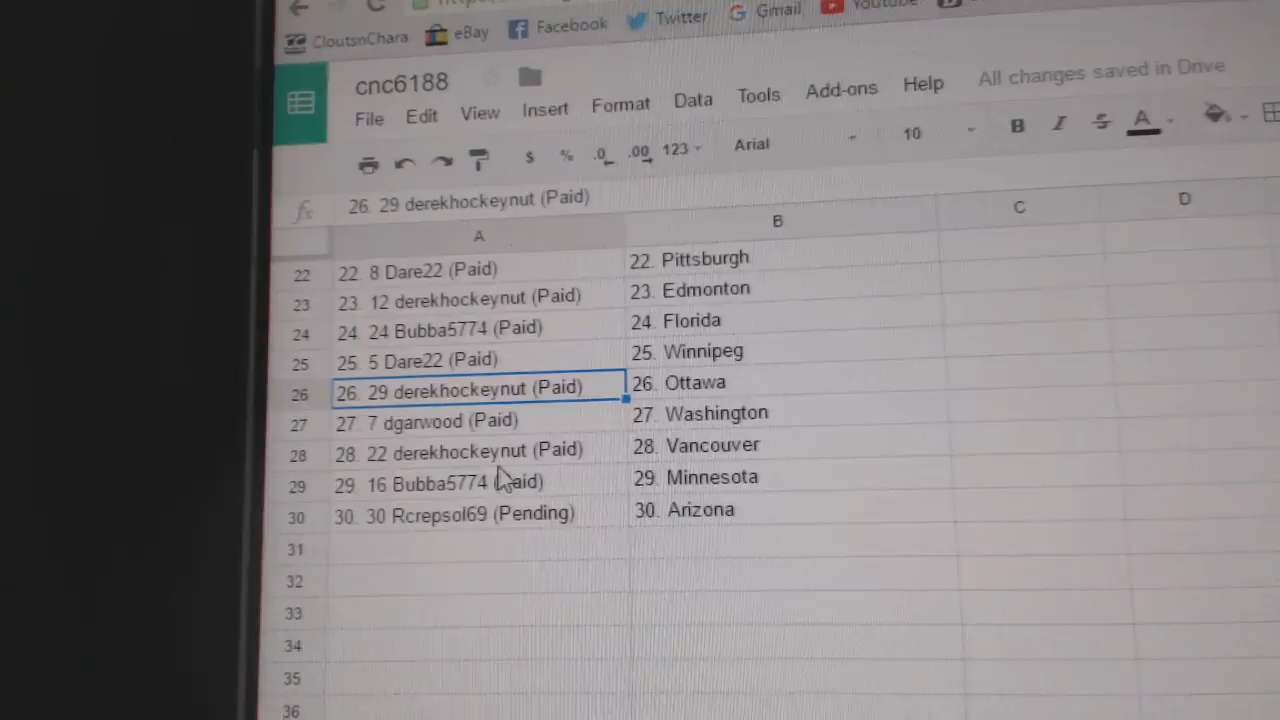 CloutsnChara eBay Facebook Twitter Gmail
cnc6188
File Edit View Insert Format Data Tools Add-ons Help All changes saved in Drive
$ % .0 .00 123 Arial 10 B I S A
fx 26. 29 derekhockeynut (Paid)
A B C D
22 22. 8 Dare22 (Paid) 22. Pittsburgh
23 23. 12 derekhockeynut (Paid) 23. Edmonton
24 24. 24 Bubba5774 (Paid) 24. Florida
25 25. 5 Dare22 (Paid) 25. Winnipeg
26 26. 29 derekhockeynut (Paid) 26. Ottawa
27 27. 7 dgarwood (Paid) 27. Washington
28 28. 22 derekhockeynut (Paid) 28. Vancouver
29 29. 16 Bubba5774 (Paid) 29. Minnesota
30 30. 30 Rcrepsol69 (Pending) 30. Arizona
31
32
33
34
35
36